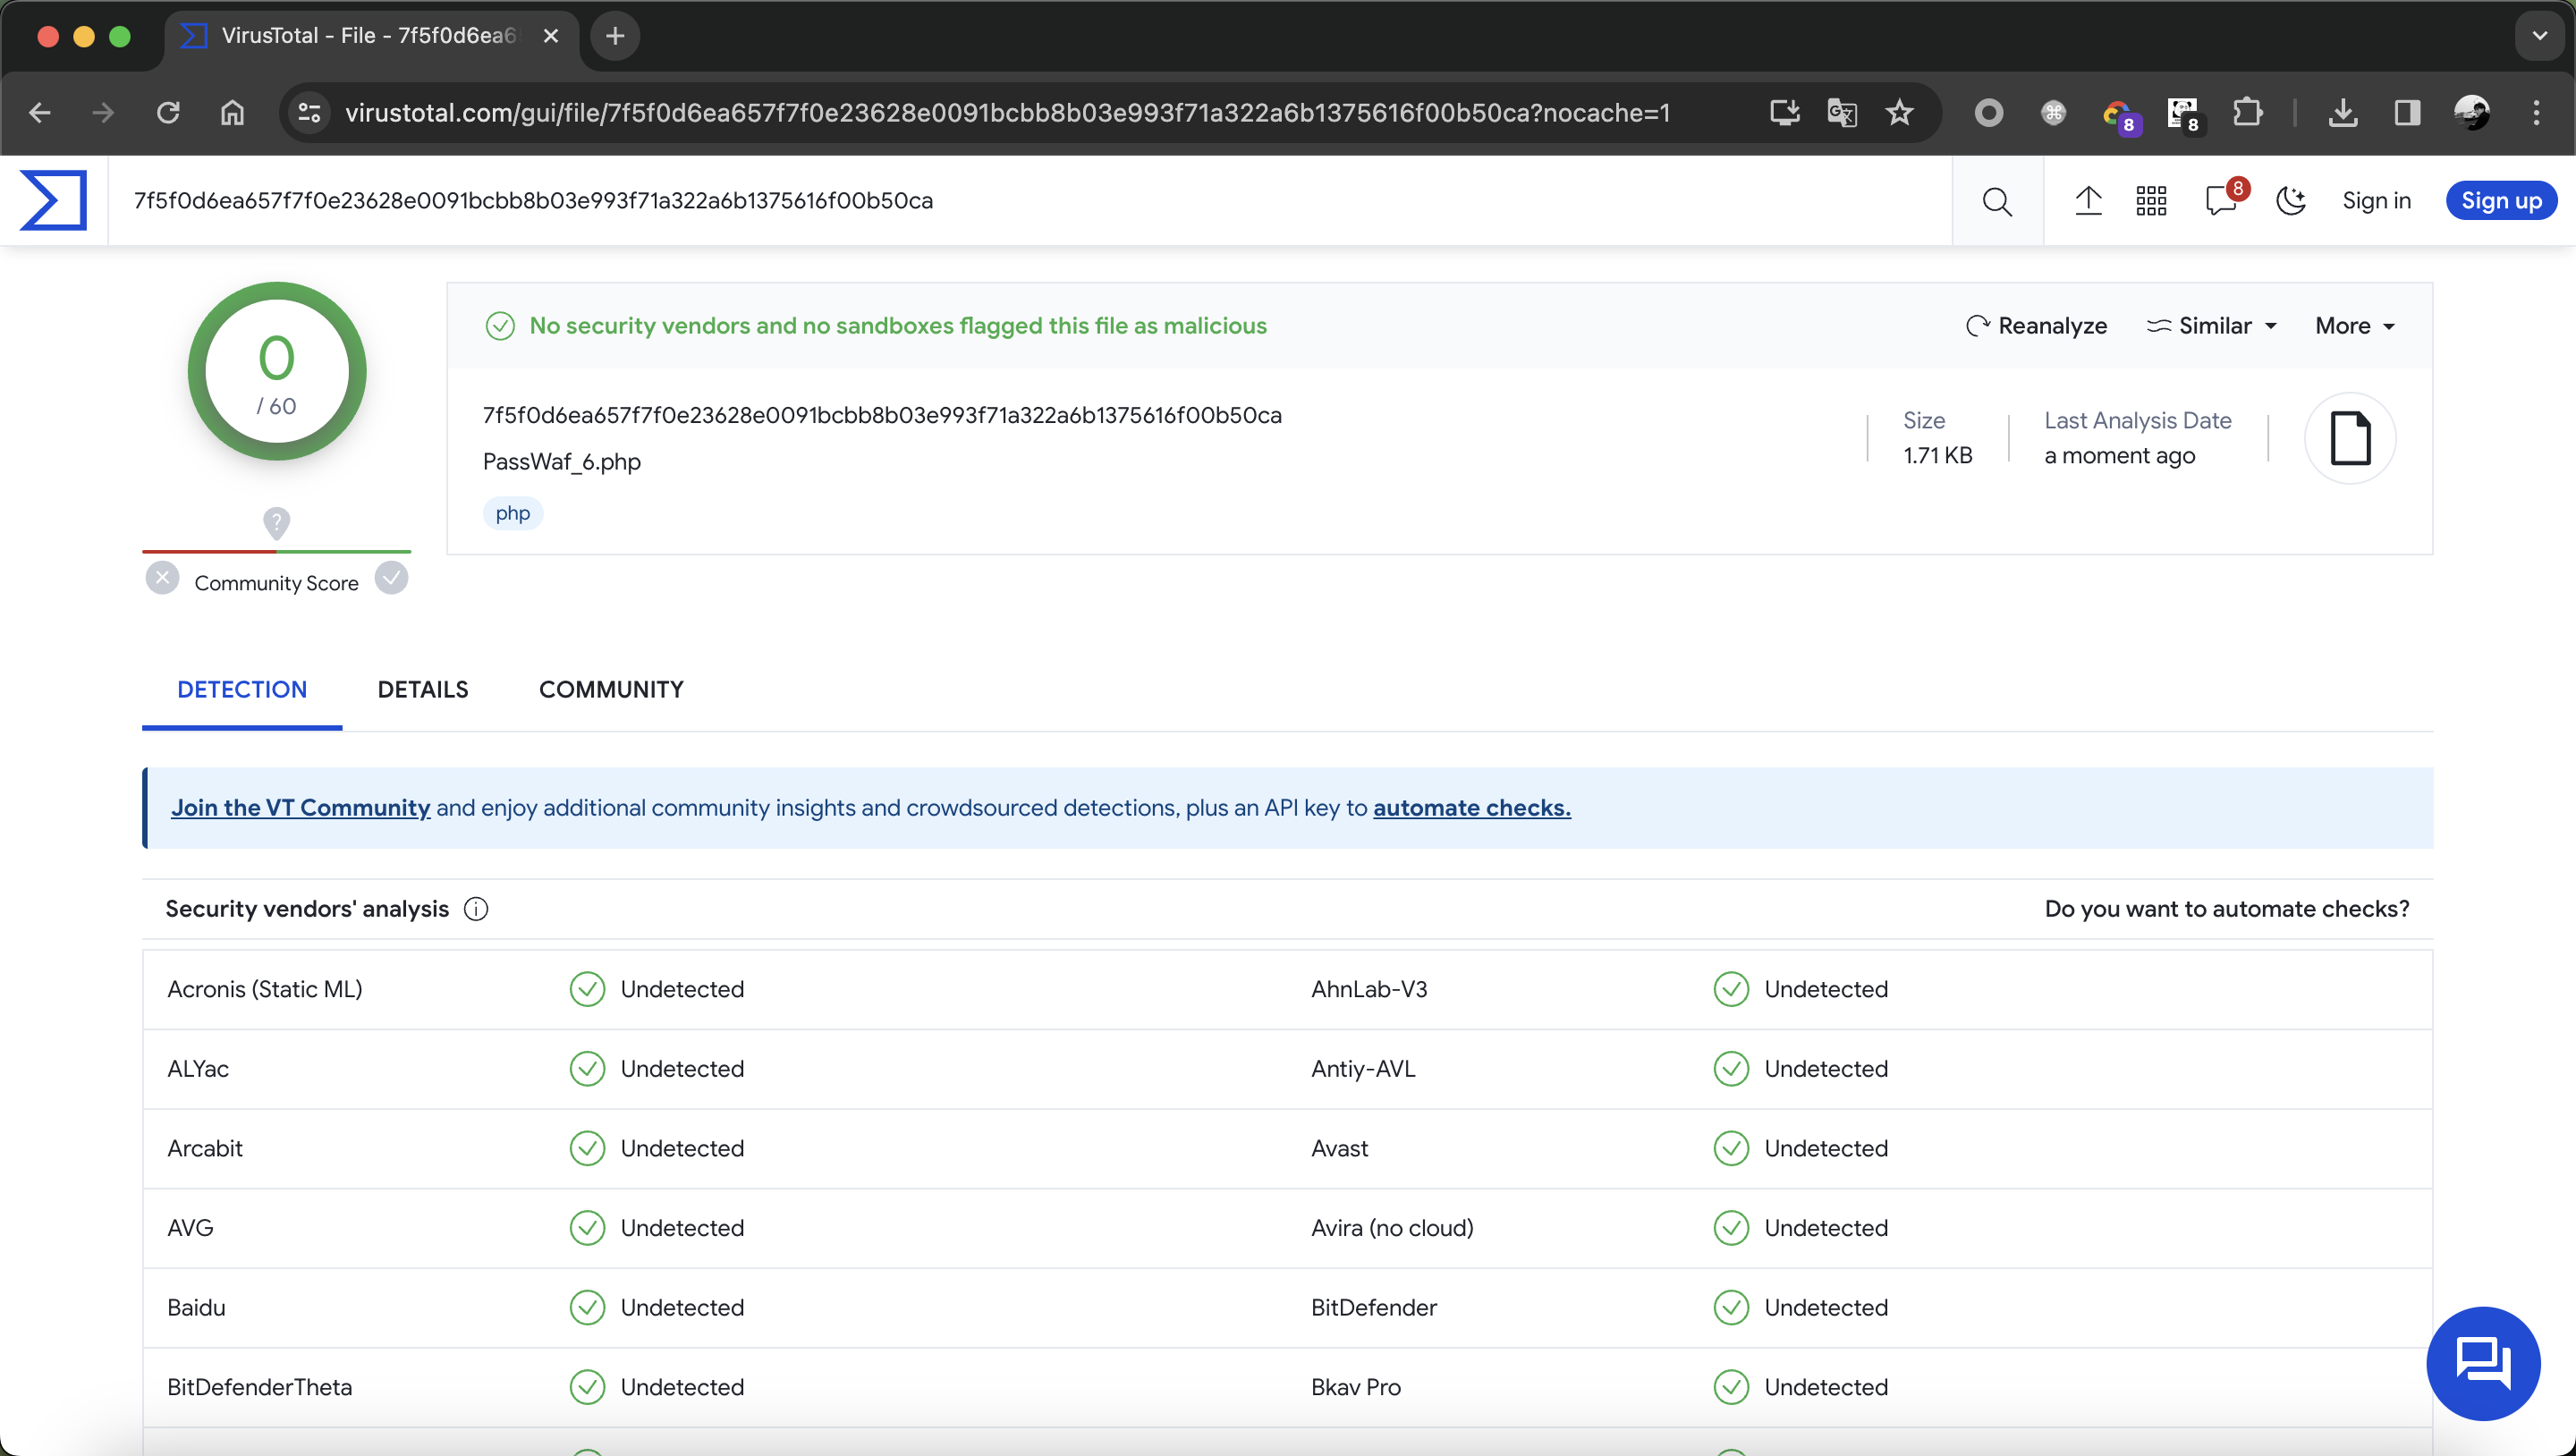 VirusTotal - File - 7f5f0d6ea6
virustotal.com/gui/file/7f5f0d6ea657f7f0e23628e0091bcbb8b03e993f71a322a6b1375616f00b50ca?nocache=1
8
8
7f5f0d6ea657f7f0e23628e0091bcbb8b03e993f71a322a6b1375616f00b50ca
8
Sign in
Sign up
0
/ 60
No security vendors and no sandboxes flagged this file as malicious
Reanalyze
Similar
More
7f5f0d6ea657f7f0e23628e0091bcbb8b03e993f71a322a6b1375616f00b50ca
PassWaf_6.php
php
Size
1.71 KB
Last Analysis Date
a moment ago
?
Community Score
DETECTION
DETAILS
COMMUNITY
Join the VT Community and enjoy additional community insights and crowdsourced detections, plus an API key to automate checks.
Security vendors' analysis
Do you want to automate checks?
Acronis (Static ML) Undetected AhnLab-V3 Undetected
ALYac Undetected Antiy-AVL Undetected
Arcabit Undetected Avast Undetected
AVG Undetected Avira (no cloud) Undetected
Baidu Undetected BitDefender Undetected
BitDefenderTheta Undetected Bkav Pro Undetected